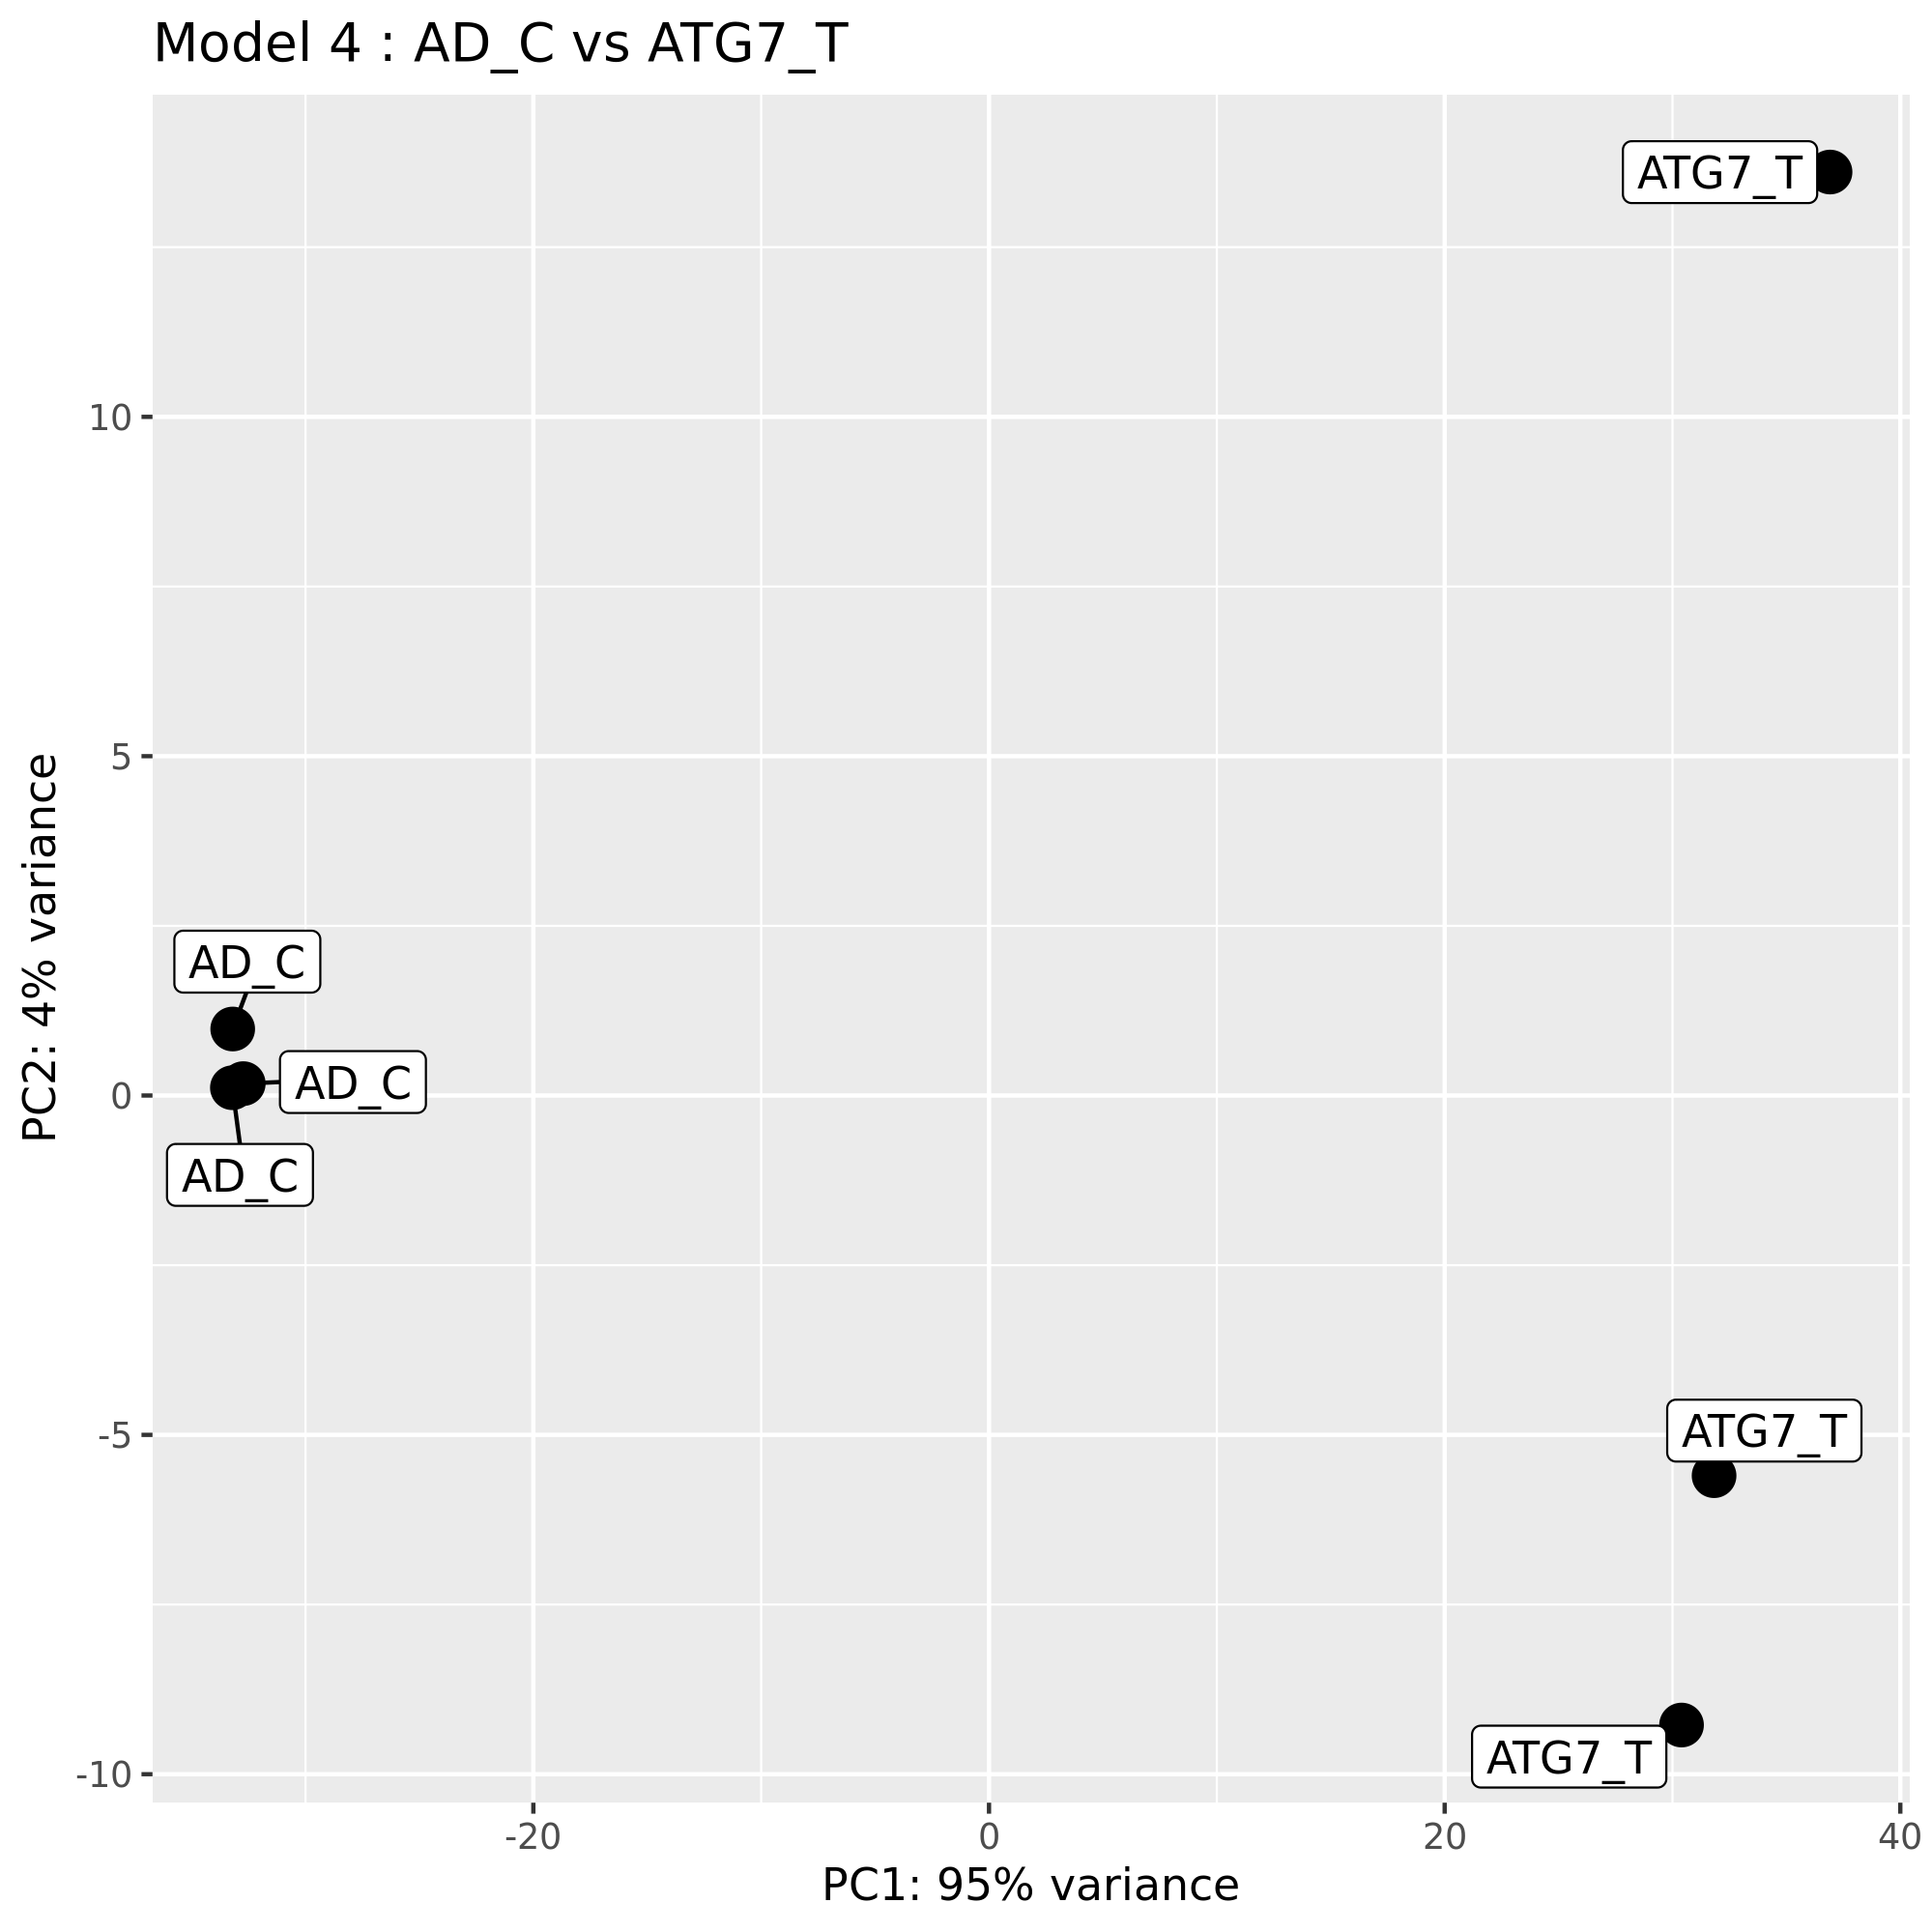 Model 4 : AD_C vs ATG7_T
ATG7_T
10
5
AD_C
AD_C
0
AD_C
ATG7_T
-5
ATG7_T
-10
-20
0
20
40
PC1: 95% variance
PC2: 4% variance